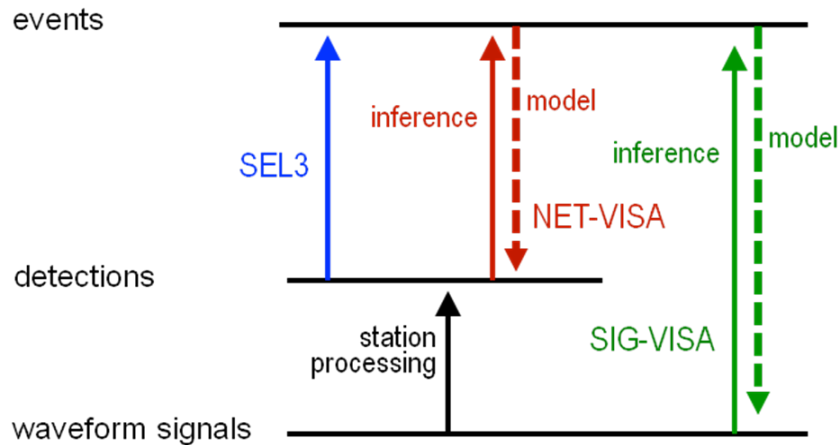 events
inference
model
SEL3
NET-VISA
inference
model
detections
station
processing
SIG-VISA
waveform signals